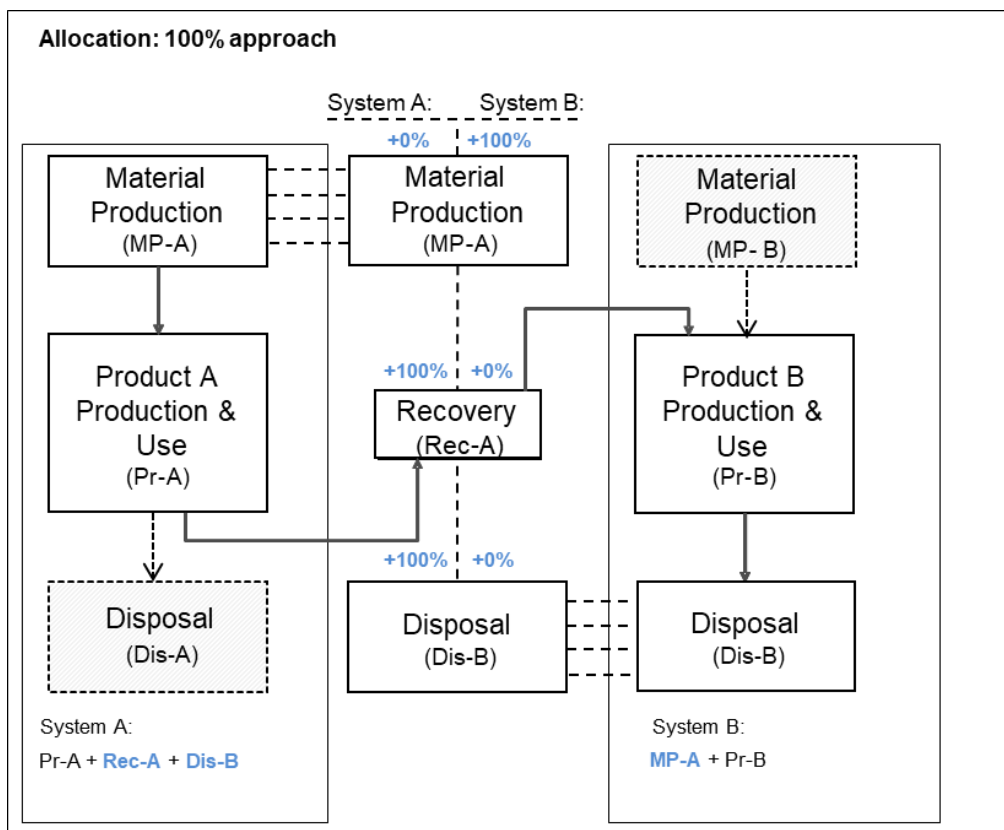 Allocation: 100% approach
System A: System B:
+0% +100%
Material
Production
(MP-A)
Material
Production
(MP-A)
Material
Production
(MP- B)
Product A
Production &
Use
(Pr-A)
+100% +0%
Recovery
(Rec-A)
Product B
Production &
Use
(Pr-B)
+100% +0%
Disposal
(Dis-A)
Disposal
(Dis-B)
Disposal
(Dis-B)
System A:
Pr-A + Rec-A + Dis-B
System B:
MP-A + Pr-B